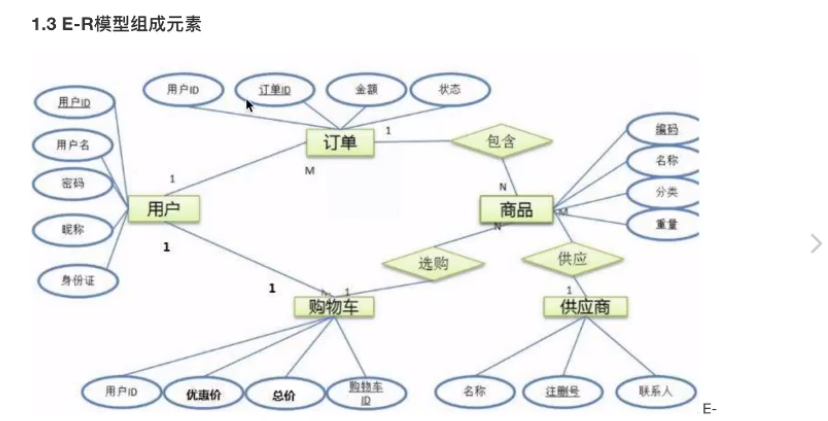 1.3 E-R模型组成元素
用户ID
订单ID
金额
状态
用户ID
用户名
密码
昵称
身份证
订单
1
包含
编码
名称
分类
重量
1
M
N
用户
商品
M
N
1
选购
供应
1
1
1
购物车
供应商
用户ID
优惠价
总价
购物车
ID
名称
注册号
联系人
E-